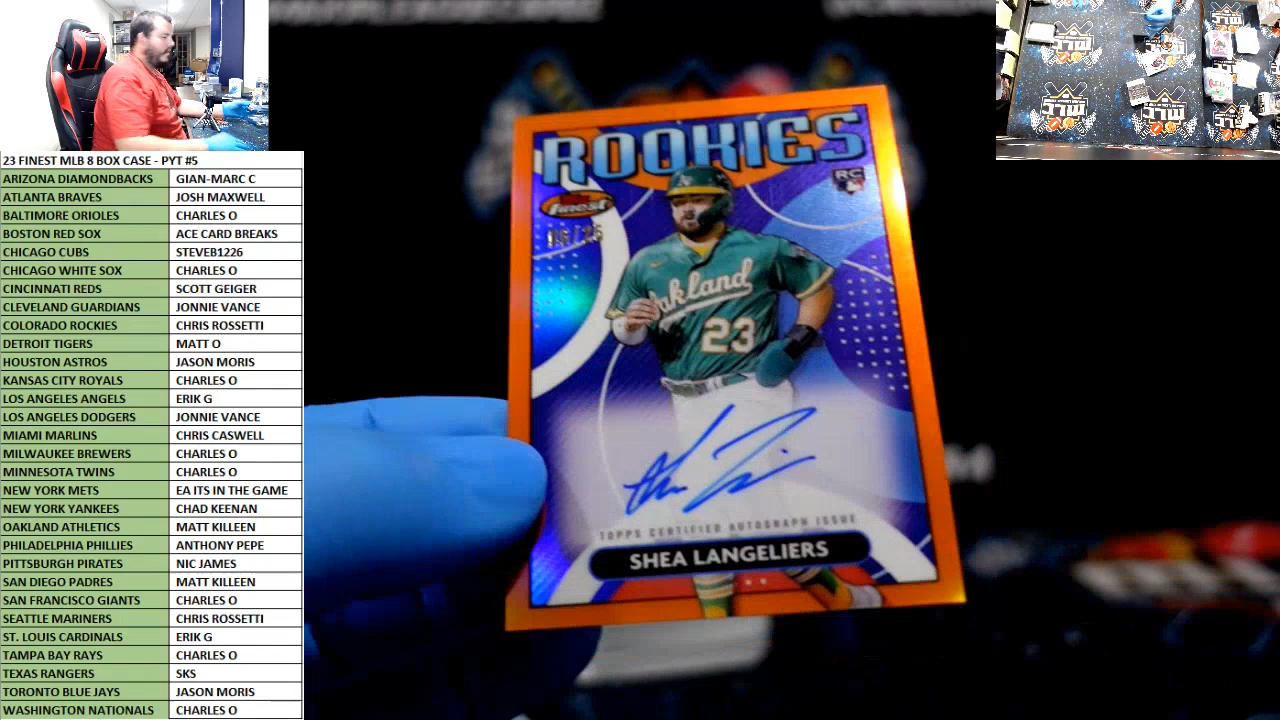 23 FINEST MLB 8 BOX CASE - PYT #5
ARIZONA DIAMONDBACKS GIAN-MARC C
ATLANTA BRAVES JOSH MAXWELL
BALTIMORE ORIOLES CHARLES O
BOSTON RED SOX ACE CARD BREAKS
CHICAGO CUBS STEVEB1226
CHICAGO WHITE SOX CHARLES O
CINCINNATI REDS SCOTT GEIGER
CLEVELAND GUARDIANS JONNIE VANCE
COLORADO ROCKIES CHRIS ROSSETTI
DETROIT TIGERS MATT O
HOUSTON ASTROS JASON MORIS
KANSAS CITY ROYALS CHARLES O
LOS ANGELES ANGELS ERIK G
LOS ANGELES DODGERS JONNIE VANCE
MIAMI MARLINS CHRIS CASWELL
MILWAUKEE BREWERS CHARLES O
MINNESOTA TWINS CHARLES O
NEW YORK METS EA ITS IN THE GAME
NEW YORK YANKEES CHAD KEENAN
OAKLAND ATHLETICS MATT KILLEEN
PHILADELPHIA PHILLIES ANTHONY PEPE
PITTSBURGH PIRATES NIC JAMES
SAN DIEGO PADRES MATT KILLEEN
SAN FRANCISCO GIANTS CHARLES O
SEATTLE MARINERS CHRIS ROSSETTI
ST. LOUIS CARDINALS ERIK G
TAMPA BAY RAYS CHARLES O
TEXAS RANGERS SKS
TORONTO BLUE JAYS JASON MORIS
WASHINGTON NATIONALS CHARLES O
ROOKIES
RC
finest
Oakland
23
TOPPS CERTIFIED AUTOGRAPH ISSUE
SHEA LANGELIERS